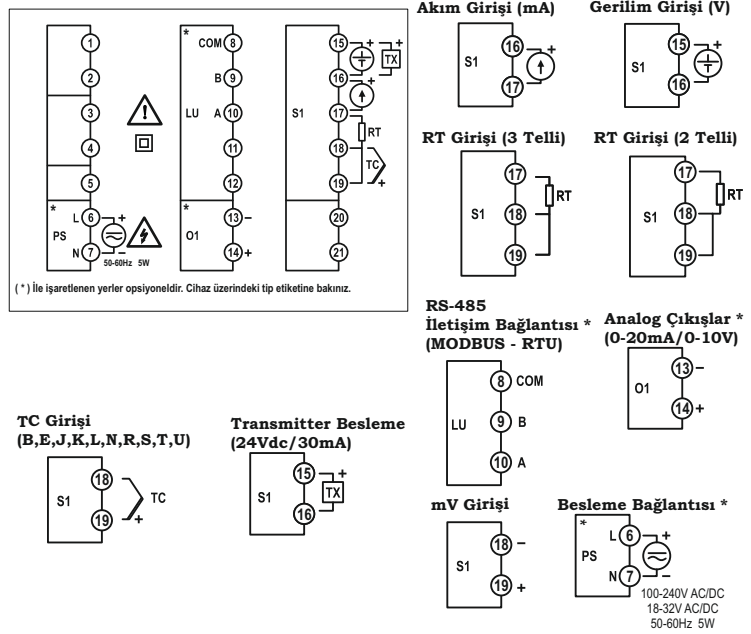 1
2
3
4
5
* L 6 +
PS
N 7 −
50-60Hz 5W
* COM 8
B 9
LU A 10
11
12
* 13 −
O1
14 +
15 + +
TX
16
S1 17
RT
18
TC
19 +
20
21
( * ) İle işaretlenen yerler opsiyoneldir. Cihaz üzerindeki tip etiketine bakınız.
Akım Girişi (mA)
16 +
S1
17
Gerilim Girişi (V)
15 +
S1
16
RT Girişi (3 Telli)
17
RT
S1 18
19
RT Girişi (2 Telli)
17
RT
S1 18
19
RS-485
İletişim Bağlantısı *
(MODBUS - RTU)
8 COM
LU 9 B
10 A
Analog Çıkışlar *
(0-20mA/0-10V)
13 −
O1
14 +
TC Girişi
(B,E,J,K,L,N,R,S,T,U)
18
S1 TC
19 +
Transmitter Besleme
(24Vdc/30mA)
15 +
S1 TX
16
mV Girişi
18 −
S1
19 +
Besleme Bağlantısı *
* L 6 +
PS
N 7 −
100-240V AC/DC
18-32V AC/DC
50-60Hz 5W